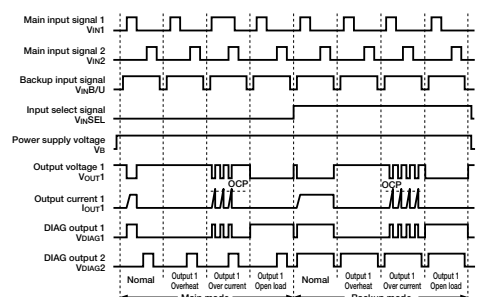 Main input signal 1
VIN1
Main input signal 2
VIN2
Backup input signal
VINB/U
Input select signal
VINSEL
Power supply voltage
VB
Output voltage 1
VOUT1
OCP
OCP
Output current 1
IOUT1
DIAG output 1
VDIAG1
DIAG output 2
VDIAG2
Nomal
Output 1
Overheat
Output 1
Over current
Output 1
Open load
Nomal
Output 1
Overheat
Output 1
Over current
Output 1
Open load
Main mode
Backup mode